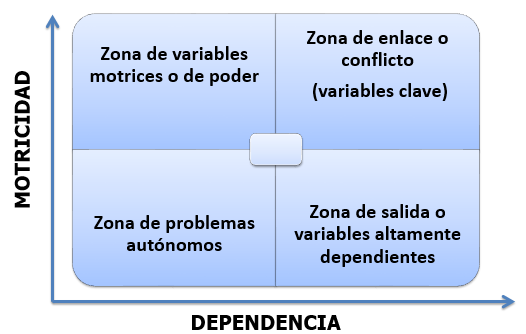 Zona de variables
motrices o de poder
Zona de enlace o
conflicto
(variables clave)
MOTRICIDAD
Zona de problemas
autónomos
Zona de salida o
variables altamente
dependientes
DEPENDENCIA